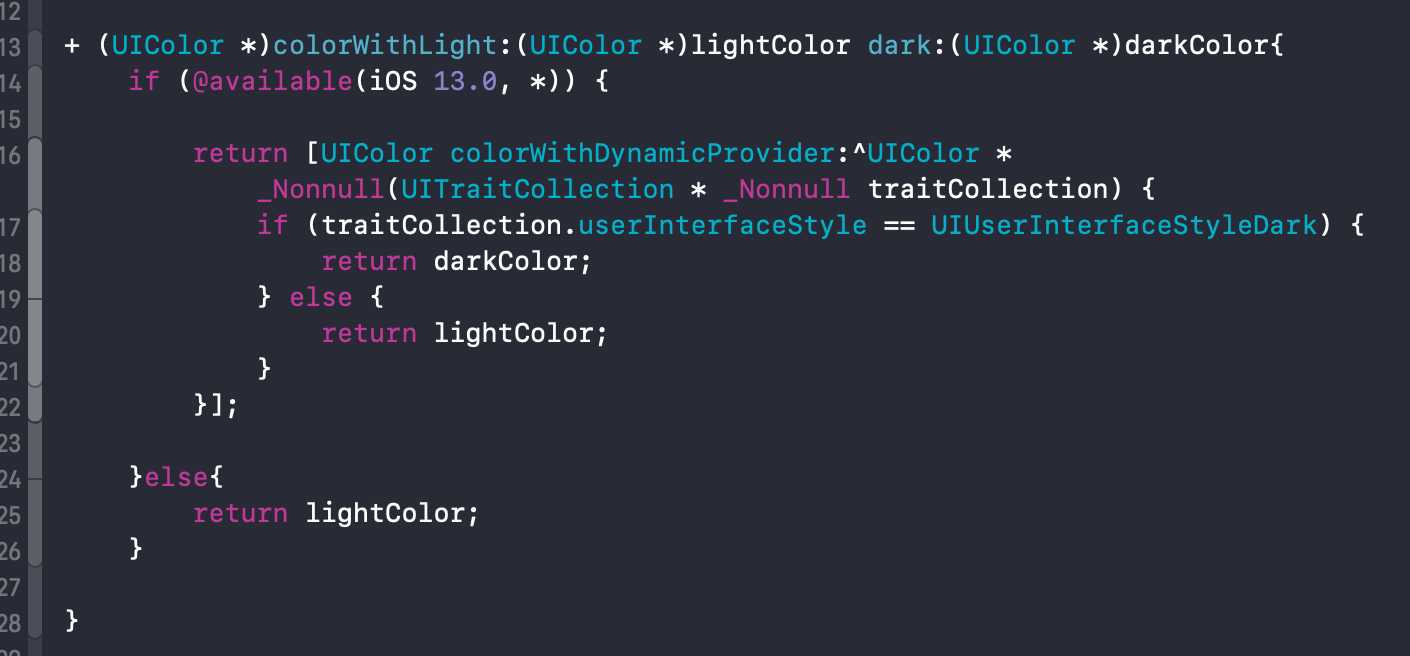 12
13 + (UIColor *)colorWithLight:(UIColor *)lightColor dark:(UIColor *)darkColor{
14     if (@available(iOS 13.0, *)) {
15
16         return [UIColor colorWithDynamicProvider:^UIColor *
            _Nonnull(UITraitCollection * _Nonnull traitCollection) {
17             if (traitCollection.userInterfaceStyle == UIUserInterfaceStyleDark) {
18                 return darkColor;
19             } else {
20                 return lightColor;
21             }
22         }];
23
24     }else{
25         return lightColor;
26     }
27
28 }